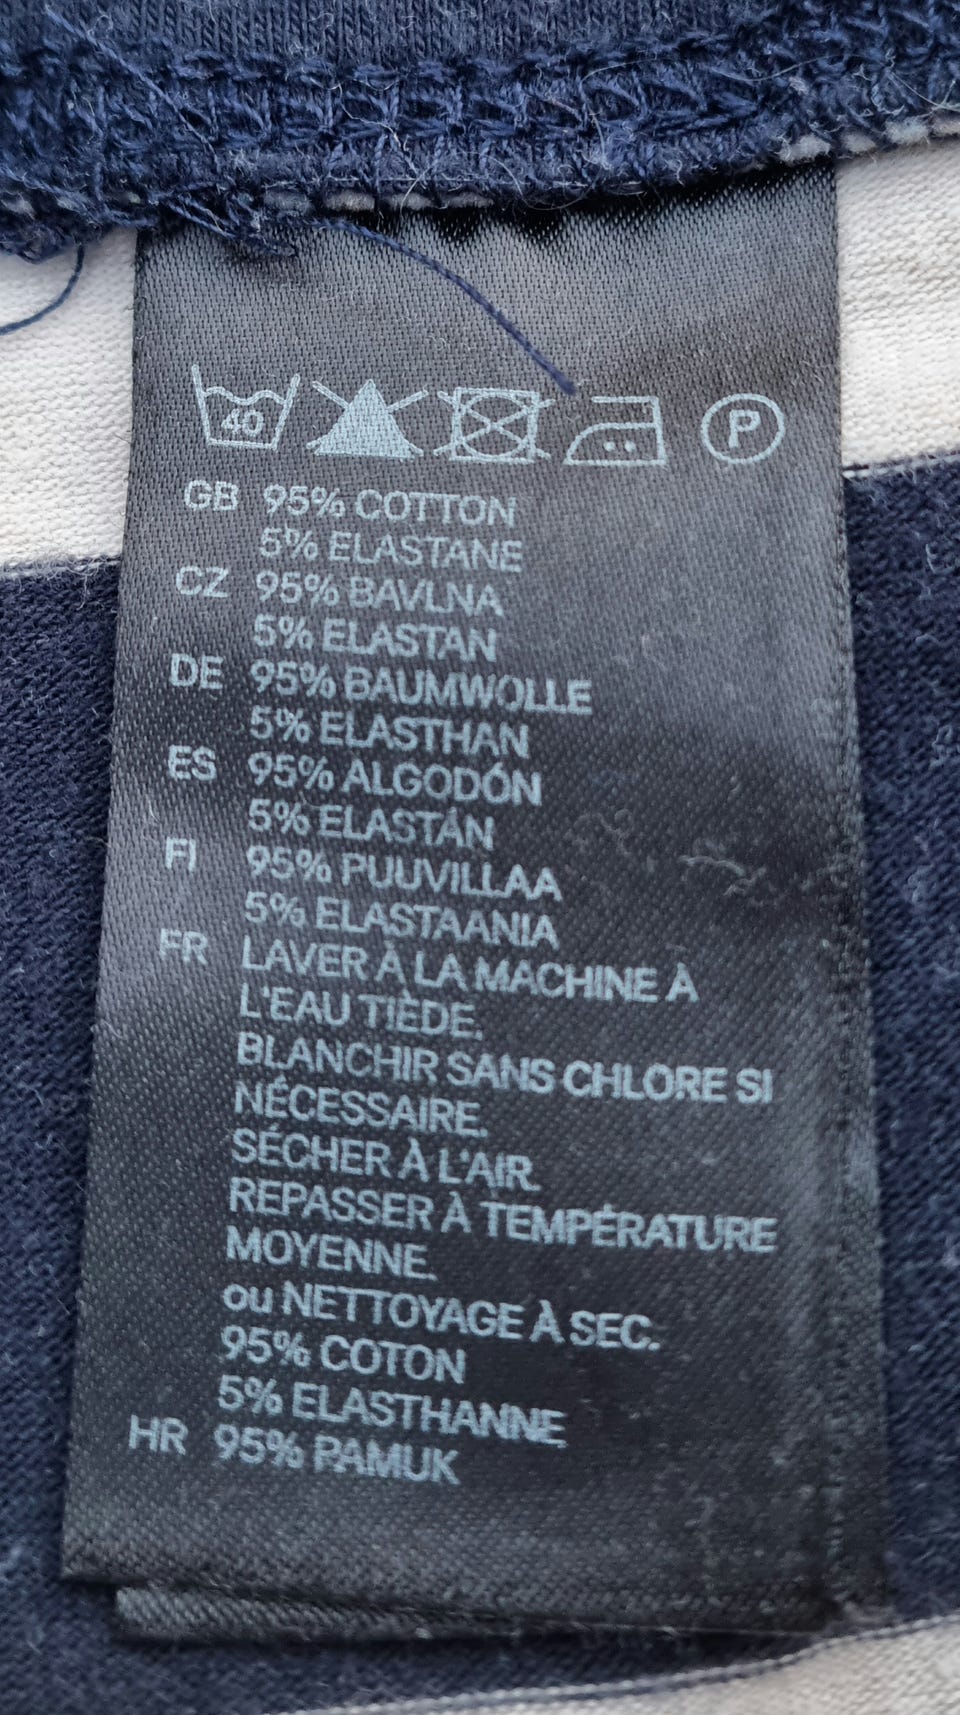 40 P
GB 95% COTTON
5% ELASTANE
CZ 95% BAVLNA
5% ELASTAN
DE 95% BAUMWOLLE
5% ELASTHAN
ES 95% ALGODÓN
5% ELASTÁN
FI 95% PUUVILLAA
5% ELASTAANIA
FR LAVER À LA MACHINE À
L'EAU TIÈDE.
BLANCHIR SANS CHLORE SI
NÉCESSAIRE.
SÉCHER À L'AIR.
REPASSER À TEMPÉRATURE
MOYENNE.
ou NETTOYAGE À SEC.
95% COTON
5% ELASTHANNE
HR 95% PAMUK